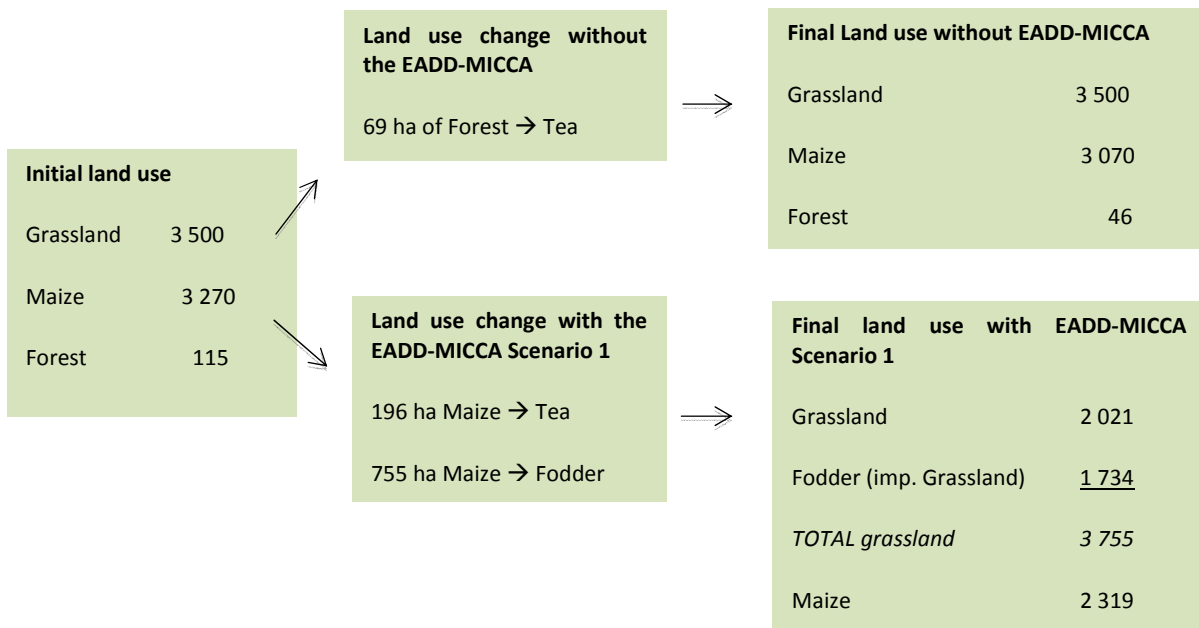 Initial land use
Grassland 3 500
Maize 3 270
Forest 115
Land use change without
the EADD-MICCA
69 ha of Forest → Tea
Final Land use without EADD-MICCA
Grassland 3 500
Maize 3 070
Forest 46
Land use change with the
EADD-MICCA Scenario 1
196 ha Maize → Tea
755 ha Maize → Fodder
Final land use with EADD-MICCA
Scenario 1
Grassland 2 021
Fodder (imp. Grassland) 1 734
TOTAL grassland 3 755
Maize 2 319